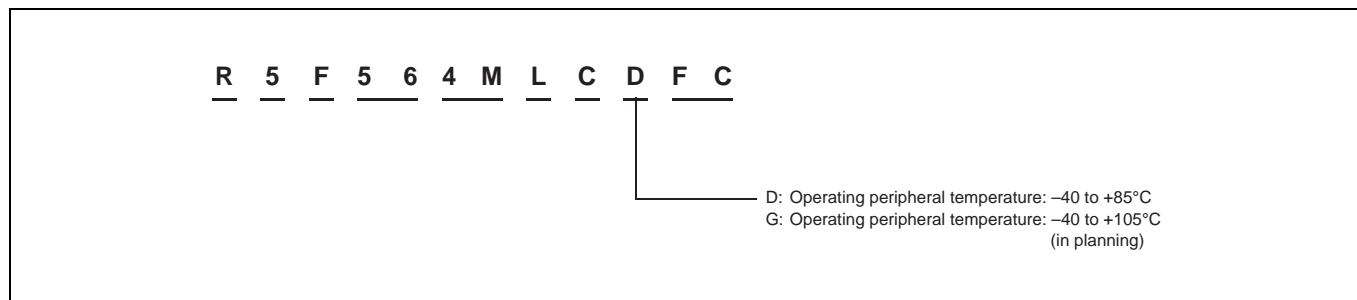 R 5 F 5 6 4 M L C D F C
D: Operating peripheral temperature: –40 to +85°C
G: Operating peripheral temperature: –40 to +105°C
(in planning)